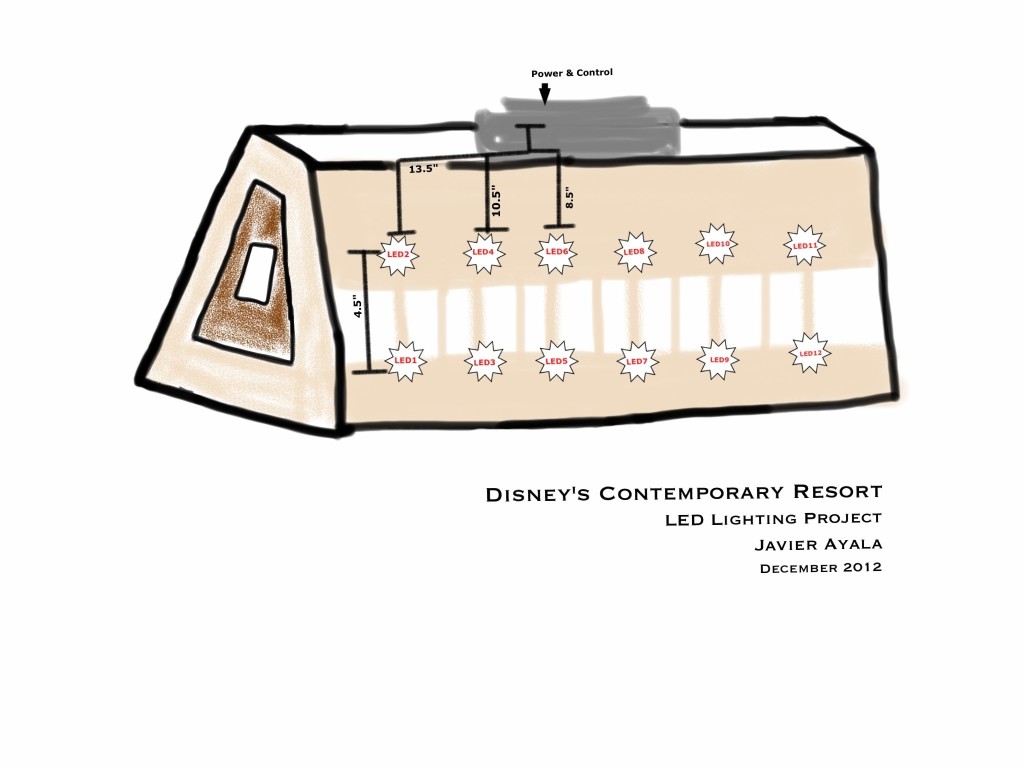 Power & Control
13.5"
10.5"
8.5"
LED2
LED4
LED6
LED8
LED10
LED11
4.5"
LED1
LED3
LED5
LED7
LED9
LED12
Disney's Contemporary Resort
LED Lighting Project
Javier Ayala
December 2012